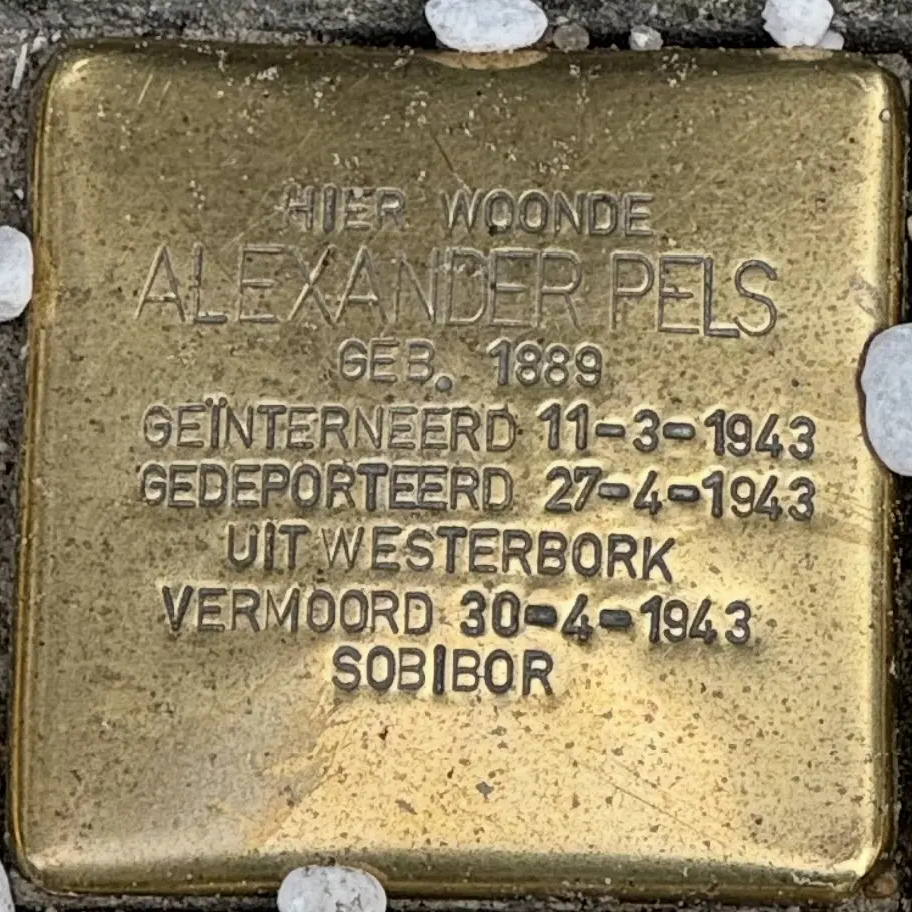 HIER WOONDE
ALEXANDER PELS
GEB. 1889
GEÏNTERNEERD 11-3-1943
GEDEPORTEERD 27-4-1943
UIT WESTERBORK
VERMOORD 30-4-1943
SOBIBOR